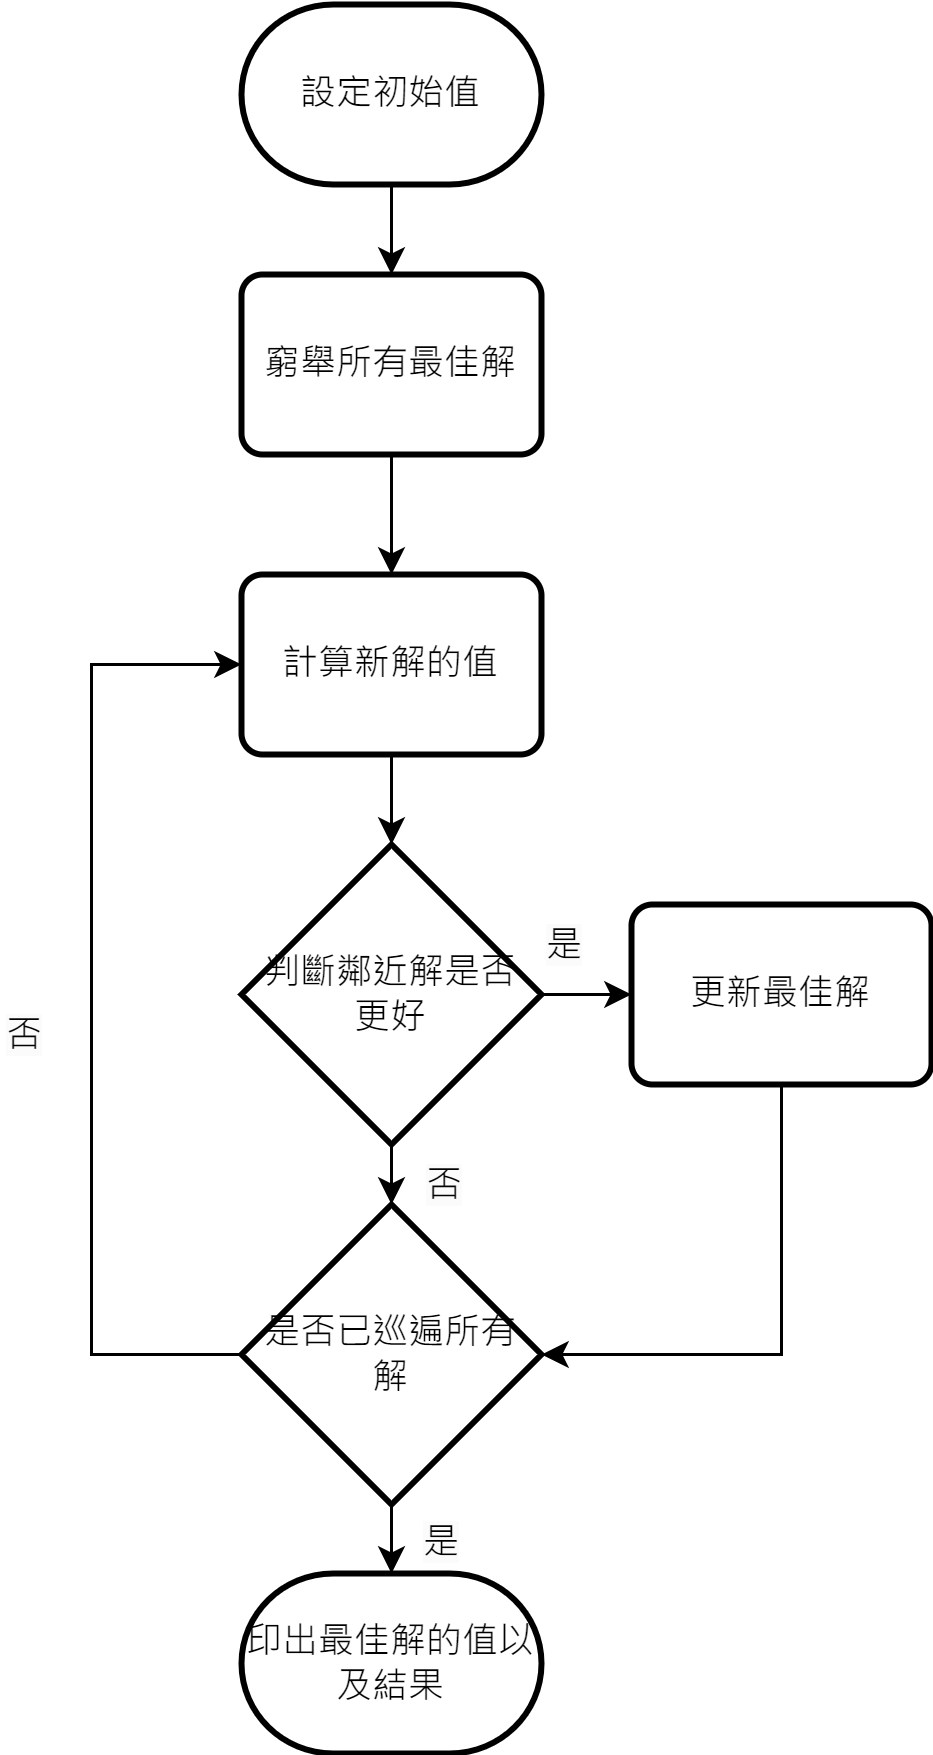 設定初始值
窮舉所有最佳解
計算新解的值
判斷鄰近解是否
更好
是
更新最佳解
否
否
是否已巡遍所有
解
是
印出最佳解的值以
及結果